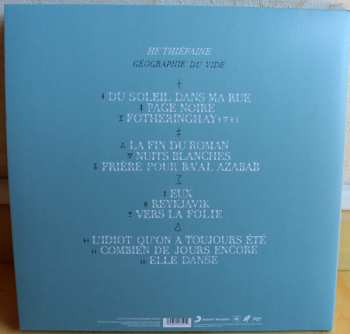 HF THIÉFAINE
GÉOGRAPHIE DU VIDE
DU SOLEIL DANS MA RUE
PAGE NOIRE
FOTHERINGHAY
LA FIN DU ROMAN
NUITS BLANCHES
PRIÈRE POUR BA'AL AZABAB
EUX
REYKJAVIK
VERS LA FOLIE
L'IDIOT QU'ON A TOUJOURS ÉTÉ
COMBIEN DE JOURS ENCORE
ELLE DANSE